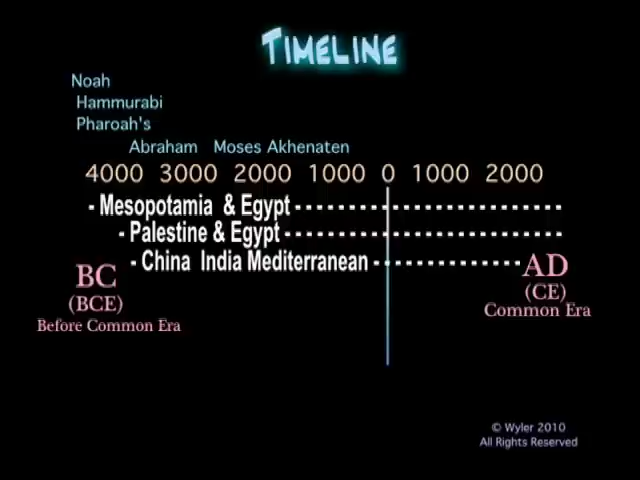 TIMELINE
Noah
Hammurabi
Pharoah's
Abraham Moses Akhenaten
4000 3000 2000 1000 0 1000 2000
- Mesopotamia & Egypt - - - - - - - - - - - - - - - - - - - - - - - - -
- Palestine & Egypt - - - - - - - - - - - - - - - - - - - - - - - - - -
- China India Mediterranean - - - - - - - - - - - - - -
BC
(BCE)
Before Common Era
AD
(CE)
Common Era
© Wyler 2010
All Rights Reserved